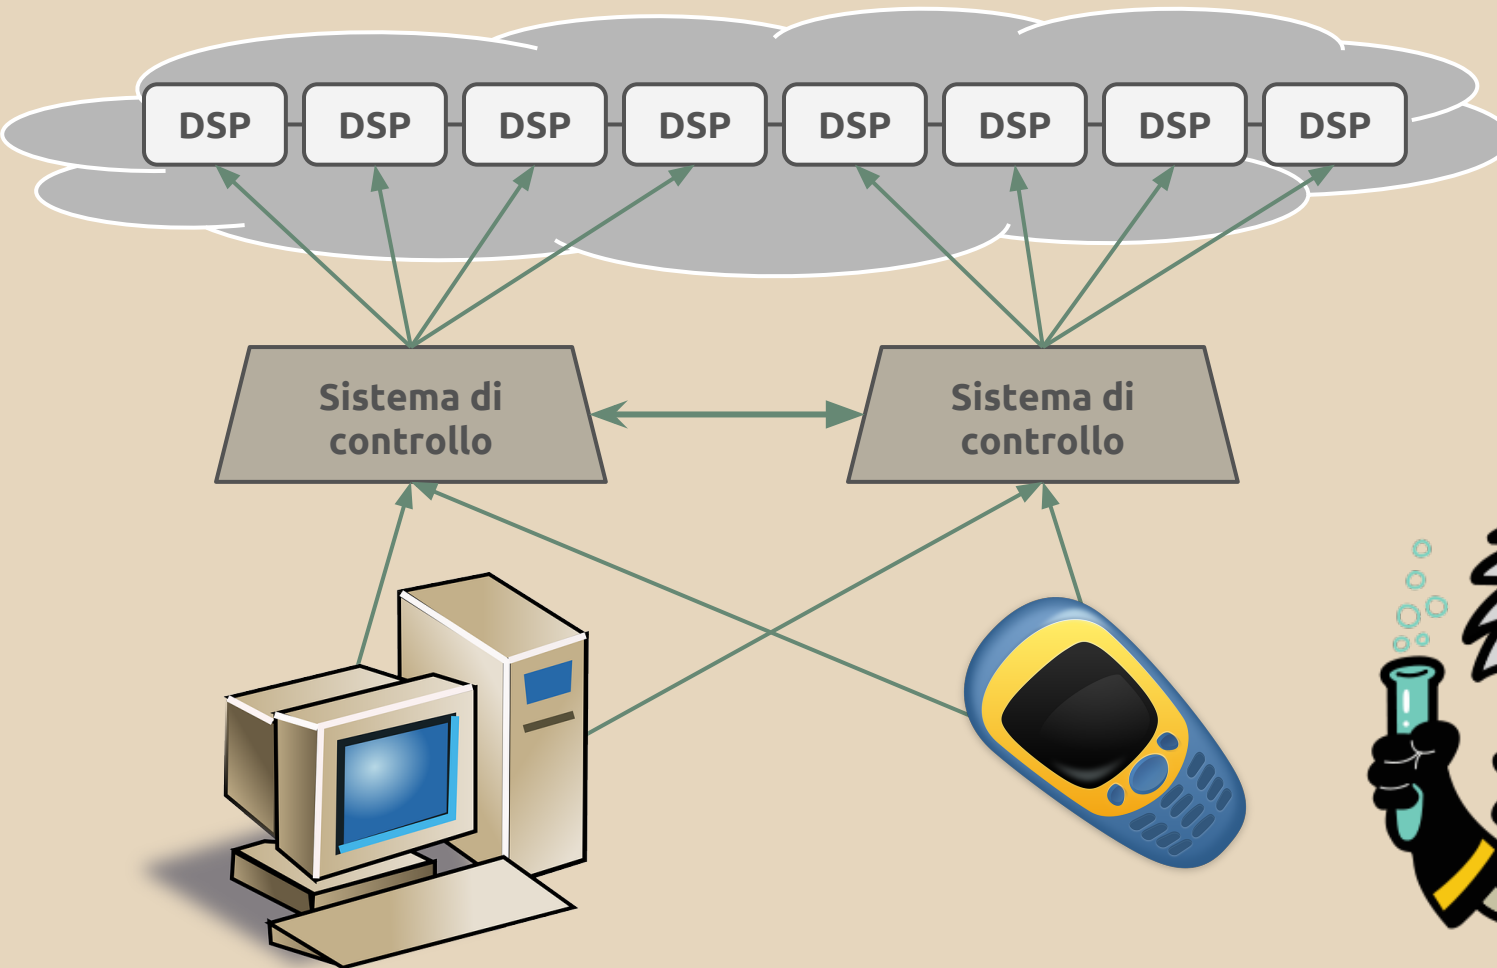 DSP DSP DSP DSP DSP DSP DSP DSP
Sistema di
controllo
Sistema di
controllo